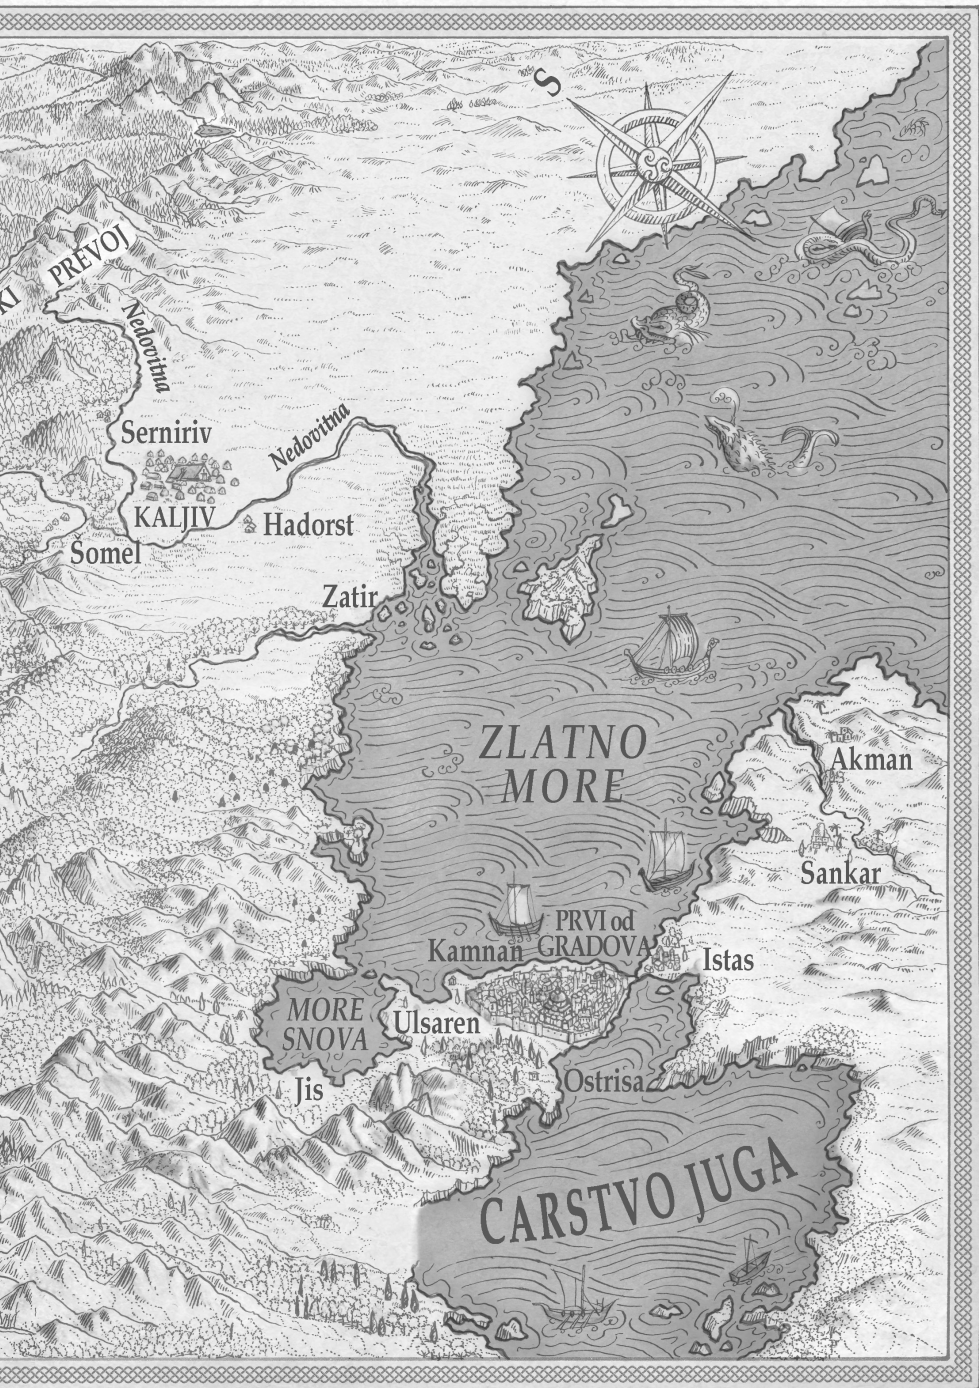 S
PREVOJ
KI
Nedovitna
Nedovitna
Serniriv
KALJIV
Hadorst
Šomel
Zatir
ZLATNO
MORE
Akman
Sankar
PRVI od
GRADOVA
Kamnan
Istas
MORE
SNOVA
Ulsaren
Ostrisa
Jis
CARSTVO JUGA